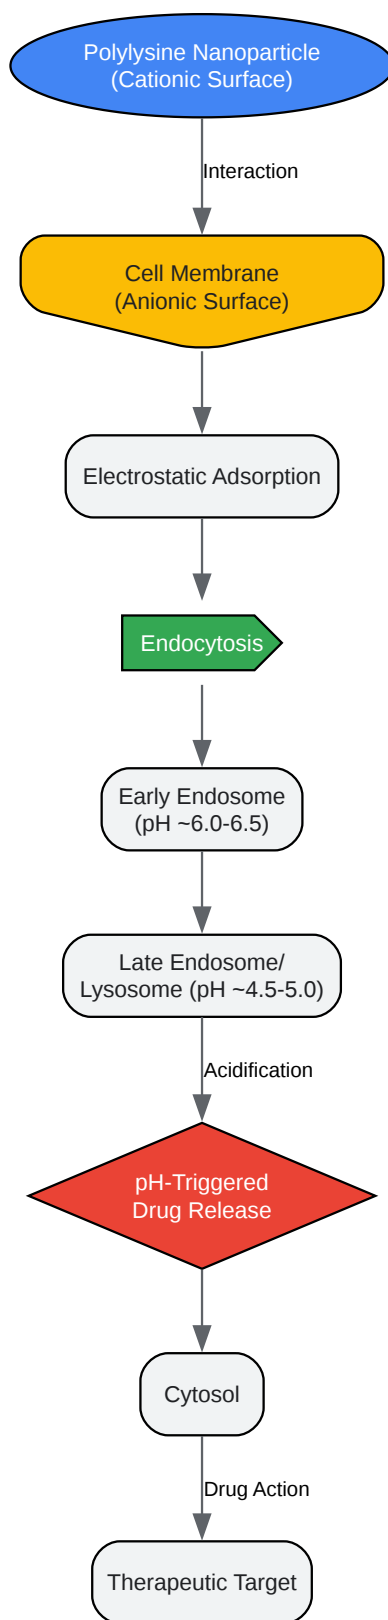 Polylysine Nanoparticle
(Cationic Surface)
Interaction
Cell Membrane
(Anionic Surface)
Electrostatic Adsorption
Endocytosis
Early Endosome
(pH ~6.0-6.5)
Late Endosome/
Lysosome (pH ~4.5-5.0)
Acidification
pH-Triggered
Drug Release
Cytosol
Drug Action
Therapeutic Target